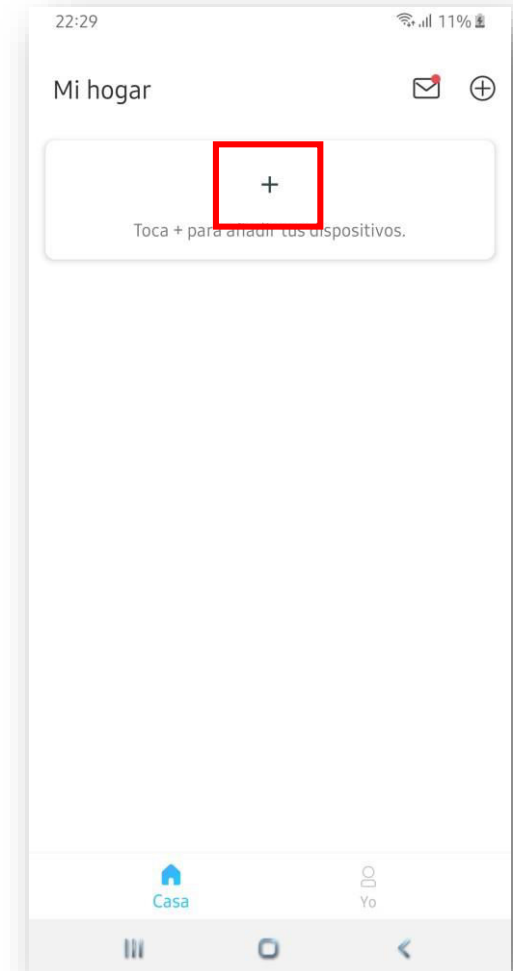 22:29 11%
Mi hogar
+
Toca + para añadir tus dispositivos.
Casa Yo